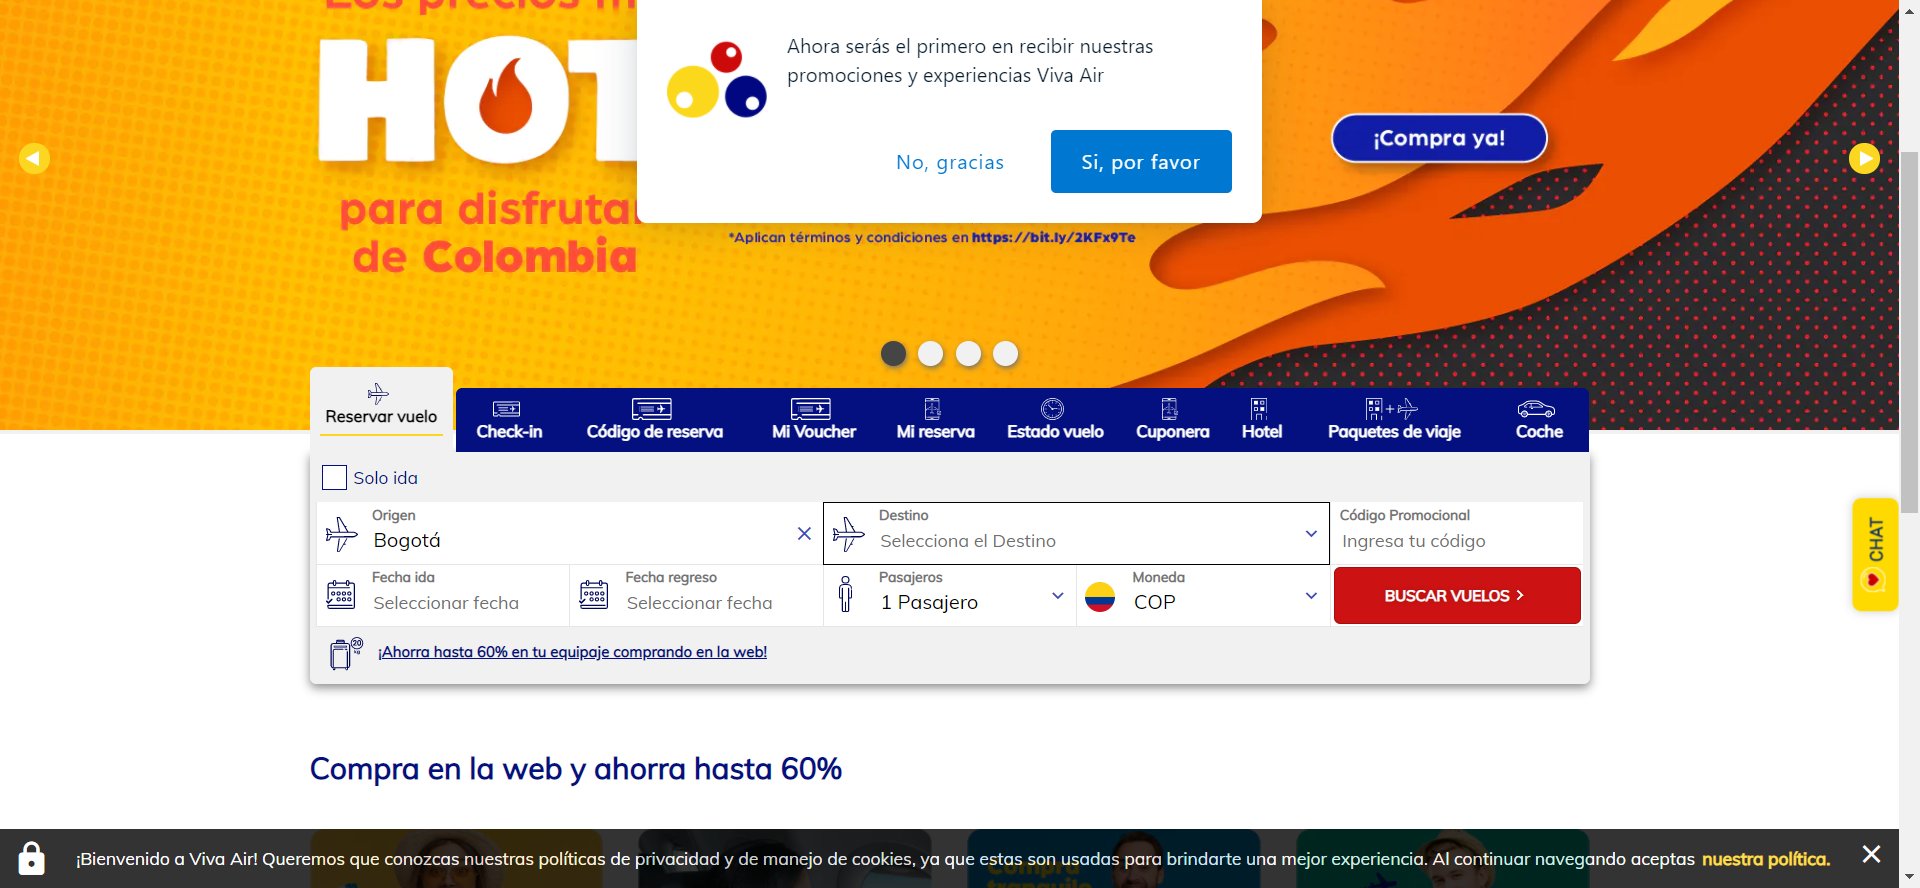 Los precios m
HOT
para disfruta
de Colombia
Ahora serás el primero en recibir nuestras
promociones y experiencias Viva Air
No, gracias
Si, por favor
¡Compra ya!
*Aplican términos y condiciones en https://bit.ly/2KFx9Te
Reservar vuelo
Check-in
Código de reserva
Mi Voucher
Mi reserva
Estado vuelo
Cuponera
Hotel
Paquetes de viaje
Coche
Solo ida
Origen
Bogotá
Destino
Selecciona el Destino
Código Promocional
Ingresa tu código
Fecha ida
Seleccionar fecha
Fecha regreso
Seleccionar fecha
Pasajeros
1 Pasajero
Moneda
COP
BUSCAR VUELOS
20
kg
¡Ahorra hasta 60% en tu equipaje comprando en la web!
CHAT
Compra en la web y ahorra hasta 60%
¡Bienvenido a Viva Air! Queremos que conozcas nuestras políticas de privacidad y de manejo de cookies, ya que estas son usadas para brindarte una mejor experiencia. Al continuar navegando aceptas nuestra política.
Compra
tranquilo